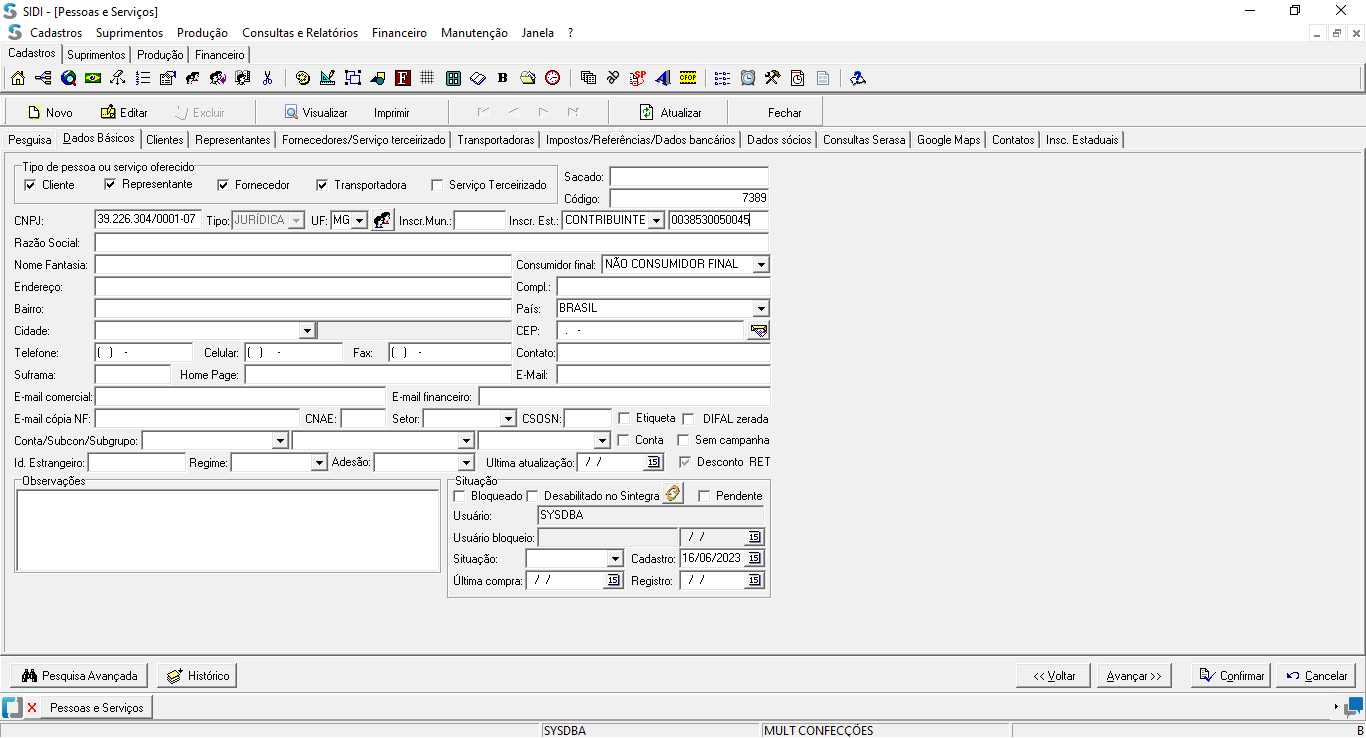 SIDI - [Pessoas e Serviços]
Cadastros Suprimentos Produção Consultas e Relatórios Financeiro Manutenção Janela ?
Cadastros Suprimentos Produção Financeiro
F B SP CFOP
Novo Editar Excluir Visualizar Imprimir Atualizar Fechar
Pesquisa Dados Básicos Clientes Representantes Fornecedores/Serviço terceirizado Transportadoras Impostos/Referências/Dados bancários Dados sócios Consultas Serasa Google Maps Contatos Insc. Estaduais
Tipo de pessoa ou serviço oferecido
Cliente Representante Fornecedor Transportadora Serviço Terceirizado
Sacado:
Código: 7389
CNPJ: 39.226.304/0001-07 Tipo: JURÍDICA UF: MG Inscr.Mun.: Inscr. Est.: CONTRIBUINTE 0038530050045
Razão Social:
Nome Fantasia: Consumidor final: NÃO CONSUMIDOR FINAL
Endereço: Compl.:
Bairro: País: BRASIL
Cidade: CEP: . -
Telefone: ( ) - Celular: ( ) - Fax: ( ) - Contato:
Suframa: Home Page: E-Mail:
E-mail comercial: E-mail financeiro:
E-mail cópia NF: CNAE: Setor: CSOSN: Etiqueta DIFAL zerada
Conta/Subcon/Subgrupo: Conta Sem campanha
Id. Estrangeiro: Regime: Adesão: Ultima atualização: / / 15 Desconto RET
Observações
Situação
Bloqueado Desabilitado no Sintegra Pendente
Usuário: SYSDBA
Usuário bloqueio: / / 15
Situação: Cadastro: 16/06/2023 15
Última compra: / / 15 Registro: / / 15
Pesquisa Avançada Histórico << Voltar Avançar >> Confirmar Cancelar
Pessoas e Serviços
SYSDBA MULT CONFECÇÕES B